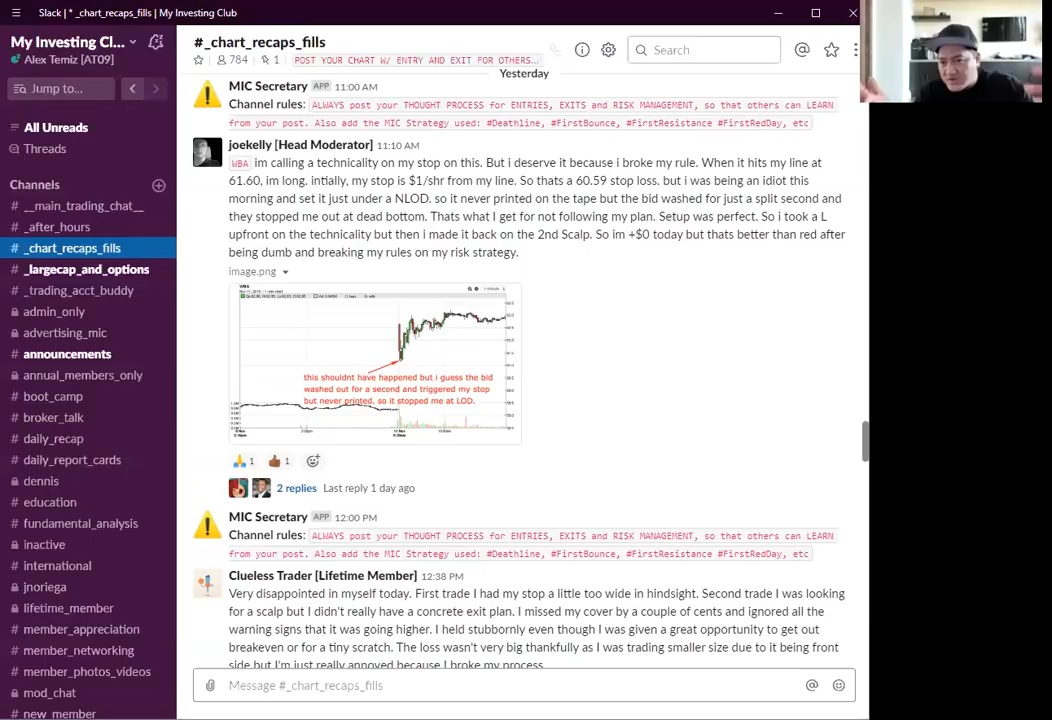 Slack | * _chart_recaps_fills | My Investing Club
My Investing Cl...
Alex Temiz [AT09]
Jump to...
All Unreads
Threads
Channels
# __main_trading_chat__
# _after_hours
# _chart_recaps_fills
# _largecap_and_options
# _trading_acct_buddy
admin_only
# advertising_mic
# announcements
annual_members_only
# boot_camp
# broker_talk
# daily_recap
# daily_report_cards
dennis
# education
# fundamental_analysis
# inactive
# international
# jnoriega
lifetime_member
# member_appreciation
# member_networking
# member_photos_videos
mod_chat
# new_member
#_chart_recaps_fills
784
1
POST YOUR CHART W/ ENTRY AND EXIT FOR OTHERS...
Search
Yesterday
MIC Secretary APP 11:00 AM
Channel rules: ALWAYS post your THOUGHT PROCESS for ENTRIES, EXITS and RISK MANAGEMENT, so that others can LEARN
from your post. Also add the MIC Strategy used: #Deathline, #FirstBounce, #FirstResistance #FirstRedDay, etc
joekelly [Head Moderator] 11:10 AM
WBA im calling a technicality on my stop on this. But i deserve it because i broke my rule. When it hits my line at
61.60, im long. intially, my stop is $1/shr from my line. So thats a 60.59 stop loss. but i was being an idiot this
morning and set it just under a NLOD. so it never printed on the tape but the bid washed for just a split second and
they stopped me out at dead bottom. Thats what I get for not following my plan. Setup was perfect. So i took a L
upfront on the technicality but then i made it back on the 2nd Scalp. So im +$0 today but thats better than red after
being dumb and breaking my rules on my risk strategy.
image.png
WBA
this shouldnt have happened but i guess the bid
washed out for a second and triggered my stop
but never printed. so it stopped me at LOD.
1
1
2 replies Last reply 1 day ago
MIC Secretary APP 12:00 PM
Channel rules: ALWAYS post your THOUGHT PROCESS for ENTRIES, EXITS and RISK MANAGEMENT, so that others can LEARN
from your post. Also add the MIC Strategy used: #Deathline, #FirstBounce, #FirstResistance #FirstRedDay, etc
Clueless Trader [Lifetime Member] 12:38 PM
Very disappointed in myself today. First trade I had my stop a little too wide in hindsight. Second trade I was looking
for a scalp but I didn't really have a concrete exit plan. I missed my cover by a couple of cents and ignored all the
warning signs that it was going higher. I held stubbornly even though I was given a great opportunity to get out
breakeven or for a tiny scratch. The loss wasn't very big thankfully as I was trading smaller size due to it being front
side but I'm just really annoyed because I broke my process.
Message #_chart_recaps_fills